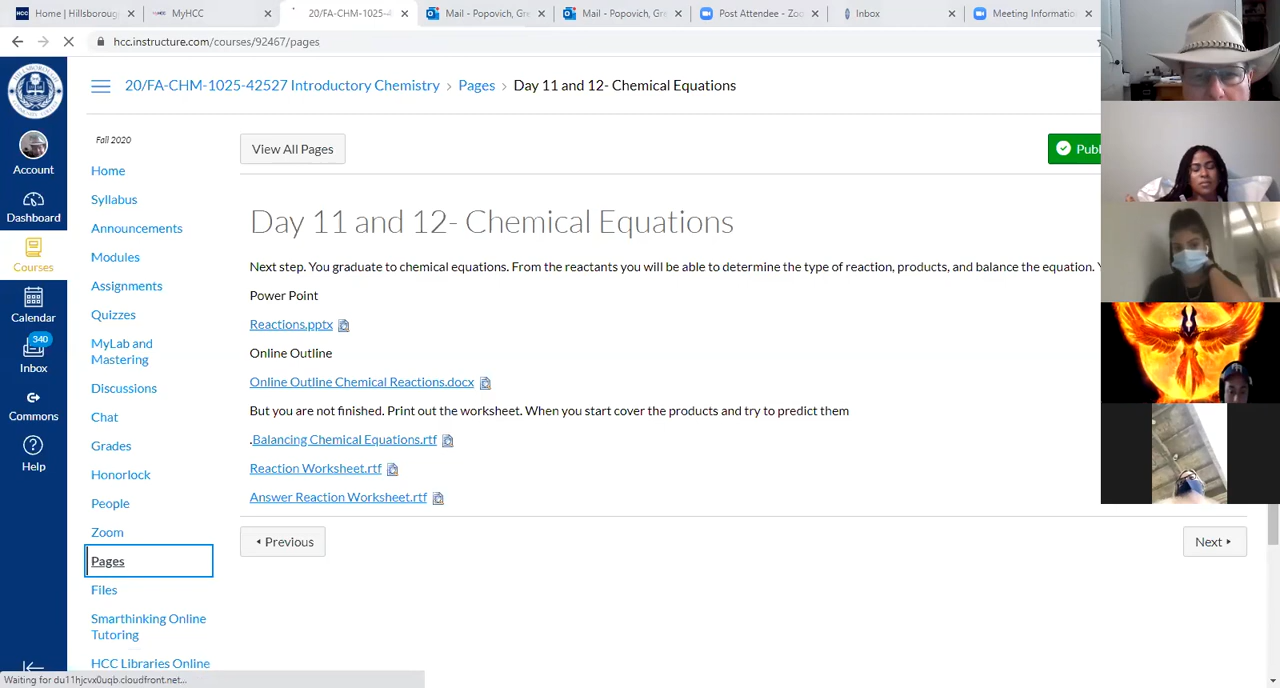 Home | Hillsboroug
MyHCC
20/FA-CHM-1025-4
Mail - Popovich, Gre
Mail - Popovich, Gre
Post Attendee - Zoo
Inbox
Meeting Informatio
hcc.instructure.com/courses/92467/pages
20/FA-CHM-1025-42527 Introductory Chemistry › Pages › Day 11 and 12- Chemical Equations
Account
Dashboard
Courses
Calendar
340
Inbox
Commons
Help
Fall 2020
Home
Syllabus
Announcements
Modules
Assignments
Quizzes
MyLab and
Mastering
Discussions
Chat
Grades
Honorlock
People
Zoom
Pages
Files
Smarthinking Online
Tutoring
HCC Libraries Online
View All Pages
Publ
Day 11 and 12- Chemical Equations
Next step. You graduate to chemical equations. From the reactants you will be able to determine the type of reaction, products, and balance the equation. Y
Power Point
Reactions.pptx
Online Outline
Online Outline Chemical Reactions.docx
But you are not finished. Print out the worksheet. When you start cover the products and try to predict them
.Balancing Chemical Equations.rtf
Reaction Worksheet.rtf
Answer Reaction Worksheet.rtf
Previous
Next
Waiting for du11hjcvx0uqb.cloudfront.net...